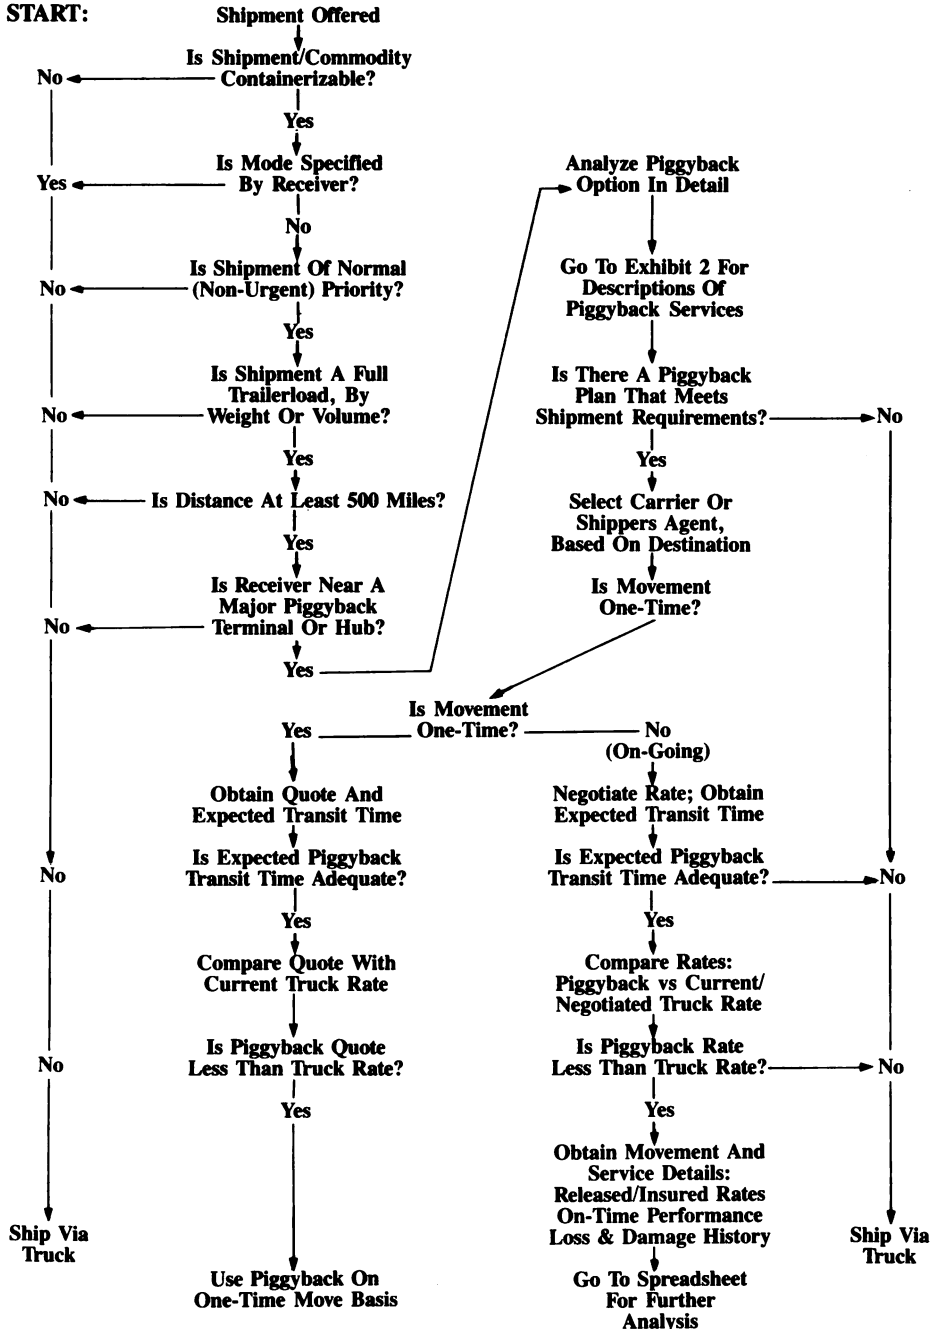 START:
Shipment Offered
Is Shipment/Commodity
Containerizable?
No
Yes
Is Mode Specified
By Receiver?
Yes
No
Is Shipment Of Normal
(Non-Urgent) Priority?
No
Yes
Is Shipment A Full
Trailerload, By
Weight Or Volume?
No
Yes
Is Distance At Least 500 Miles?
No
Yes
Is Receiver Near A
Major Piggyback
Terminal Or Hub?
No
Yes
Analyze Piggyback
Option In Detail
Go To Exhibit 2 For
Descriptions Of
Piggyback Services
Is There A Piggyback
Plan That Meets
Shipment Requirements?
No
Yes
Select Carrier Or
Shippers Agent,
Based On Destination
Is Movement
One-Time?
Is Movement
One-Time?
Yes
No
(On-Going)
Obtain Quote And
Expected Transit Time
Is Expected Piggyback
Transit Time Adequate?
No
Yes
Compare Quote With
Current Truck Rate
Is Piggyback Quote
Less Than Truck Rate?
No
Yes
Ship Via
Truck
Use Piggyback On
One-Time Move Basis
Negotiate Rate; Obtain
Expected Transit Time
Is Expected Piggyback
Transit Time Adequate?
No
Yes
Compare Rates:
Piggyback vs Current/
Negotiated Truck Rate
Is Piggyback Rate
Less Than Truck Rate?
No
Yes
Obtain Movement And
Service Details:
Released/Insured Rates
On-Time Performance
Loss & Damage History
Ship Via
Truck
Go To Spreadsheet
For Further
Analysis